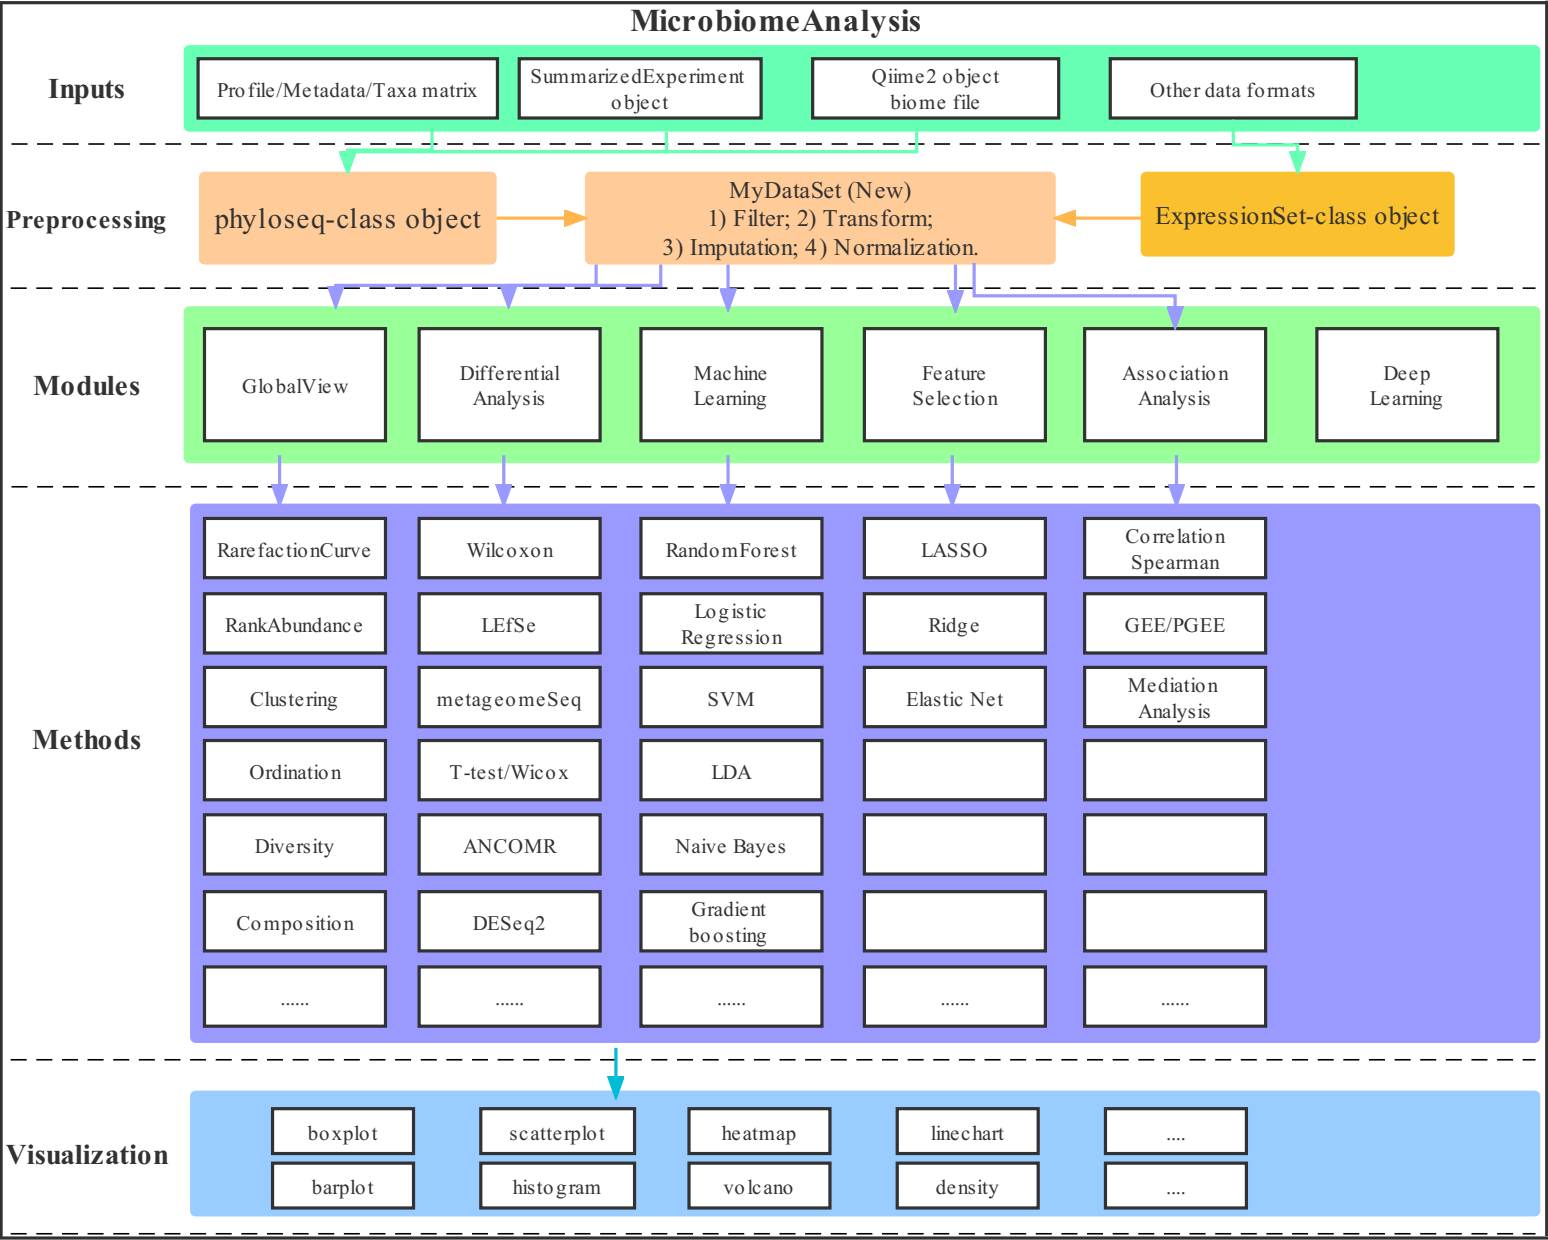 MicrobiomeAnalysis
Inputs
Profile/Metadata/Taxa matrix
SummarizedExperiment
object
Qiime2 object
biome file
Other data formats
Preprocessing
phyloseq-class object
MyDataSet (New)
1) Filter; 2) Transform;
3) Imputation; 4) Normalization.
ExpressionSet-class object
Modules
GlobalView
Differential
Analysis
Machine
Learning
Feature
Selection
Association
Analysis
Deep
Learning
Methods
RarefactionCurve
Wilcoxon
RandomForest
LASSO
Correlation
Spearman
RankAbundance
LEfSe
Logistic
Regression
Ridge
GEE/PGEE
Clustering
metageomeSeq
SVM
Elastic Net
Mediation
Analysis
Ordination
T-test/Wicox
LDA
Diversity
ANCOMR
Naive Bayes
Composition
DESeq2
Gradient
boosting
......
......
......
......
......
Visualization
boxplot
scatterplot
heatmap
linechart
....
barplot
histogram
volcano
density
....